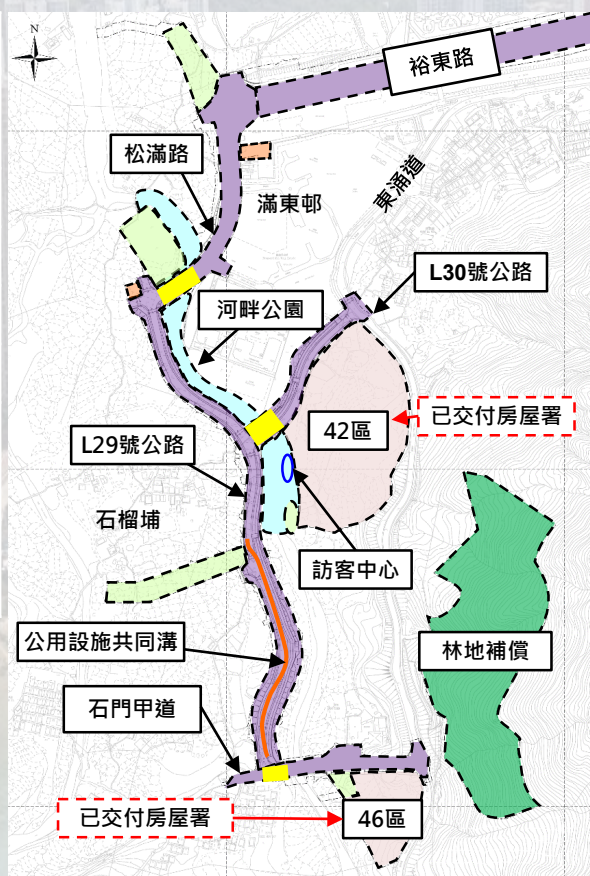 N
裕東路
松滿路
滿東邨
東涌道
L30號公路
河畔公園
42區
已交付房屋署
L29號公路
石榴埔
訪客中心
公用設施共同溝
林地補償
石門甲道
已交付房屋署
46區